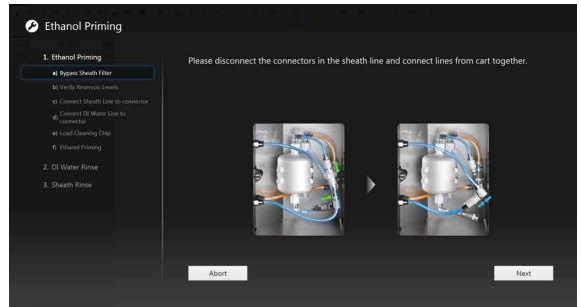 Ethanol Priming
1. Ethanol Priming
a) Bypass Sheath Filter
b) Verify Reservoir Levels
c) Connect Sheath Line to connector
d) Connect DI Water Line to
connector
e) Load Cleaning Chip
f) Ethanol Priming
2. DI Water Rinse
3. Sheath Rinse
Please disconnect the connectors in the sheath line and connect lines from cart together.
Abort
Next